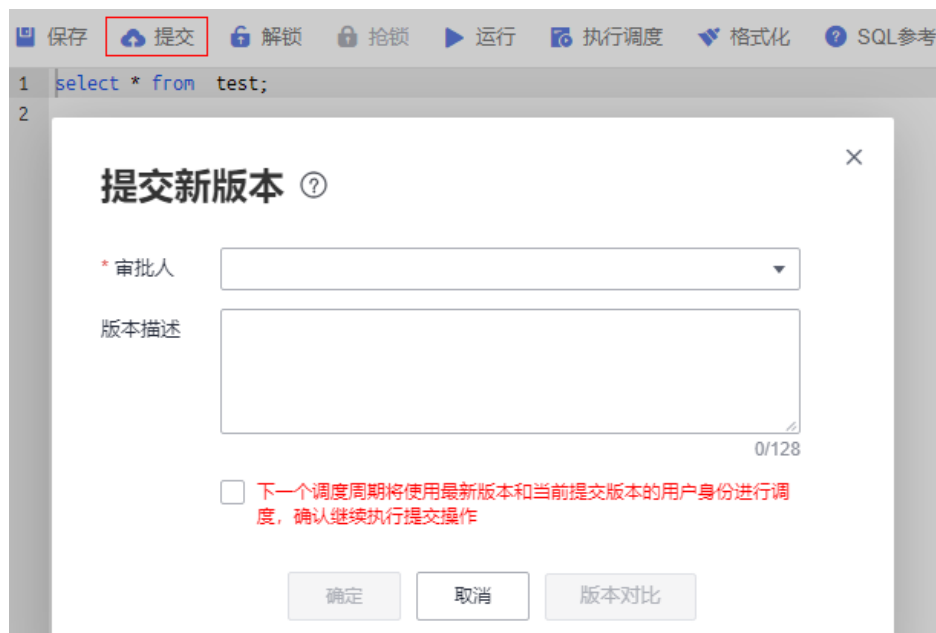 保存 提交 解锁 抢锁 运行 执行调度 格式化 SQL参考
1 select * from test;
2
提交新版本
* 审批人
版本描述
0/128
下一个调度周期将使用最新版本和当前提交版本的用户身份进行调
度，确认继续执行提交操作
确定 取消 版本对比